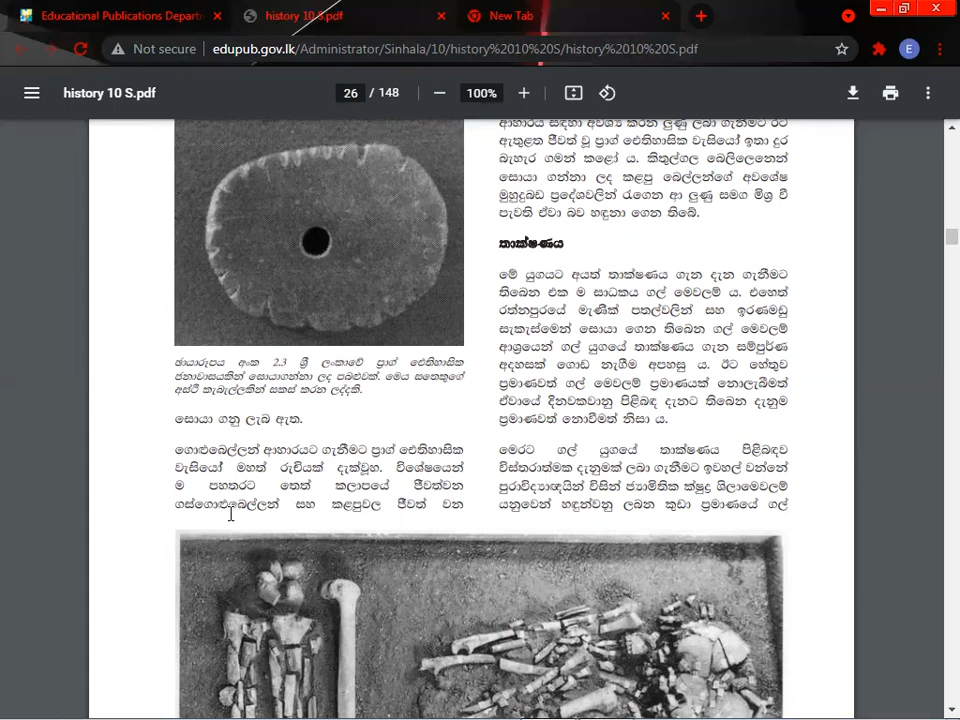 Educational Publications Departm
history 10 S.pdf
New Tab
Not secure
edupub.gov.lk/Administrator/Sinhala/10/history%2010%20S/history%2010%20S.pdf
E
history 10 S.pdf
26 / 148
100%
ඡායාරූපය අංක 2.3 ශ්‍රී ලංකාවේ ප්‍රාග් ඓතිහාසික
ජනාවාසයකින් සොයාගන්නා ලද පබළුවක්. මෙය සතෙකුගේ
අස්ථි කැබැල්ලකින් සකස් කරන ලද්දකි.
සොයා ගනු ලැබ ඇත.
ගොළුබෙල්ලන් ආහාරයට ගැනීමට ප්‍රාග් ඓතිහාසික
වැසියෝ මහත් රුචියක් දැක්වූහ. විශේෂයෙන්
ම පහතරට තෙත් කලාපයේ ජීවත්වන
ගස්ගොළුබෙල්ලන් සහ කළපුවල ජීවත් වන
ආහාරය සඳහා අවශ්‍ය කරන ලුණු ලබා ගැනීමට රට
ඇතුළත ජීවත් වූ ප්‍රාග් ඓතිහාසික වැසියෝ ඉතා දුර
බැහැර ගමන් කළෝ ය. කිතුල්ගල බෙලිලෙනෙන්
සොයා ගන්නා ලද කළපු බෙල්ලන්ගේ අවශේෂ
මුහුදුබඩ ප්‍රදේශවලින් රැගෙන ආ ලුණු සමග මිශ්‍ර වී
පැවති ඒවා බව හඳුනා ගෙන තිබේ.
තාක්ෂණය
මේ යුගයට අයත් තාක්ෂණය ගැන දැන ගැනීමට
තිබෙන එක ම සාධකය ගල් මෙවලම් ය. එහෙත්
රත්නපුරයේ මැණික් පතල්වලින් සහ ඉරණමඩු
සැකැස්මෙන් සොයා ගෙන තිබෙන ගල් මෙවලම්
ආශ්‍රයෙන් ගල් යුගයේ තාක්ෂණය ගැන සම්පූර්ණ
අදහසක් ගොඩ නැගීම අපහසු ය. ඊට හේතුව
ප්‍රමාණවත් ගල් මෙවලම් ප්‍රමාණයක් නොලැබීමත්
ඒවායේ දිනවකවානු පිළිබඳ දැනට තිබෙන දැනුම
ප්‍රමාණවත් නොවීමත් නිසා ය.
මෙරට ගල් යුගයේ තාක්ෂණය පිළිබඳව
විස්තරාත්මක දැනුමක් ලබා ගැනීමට ඉවහල් වන්නේ
පුරාවිද්‍යාඥයින් විසින් ජ්‍යාමිතික ක්ෂුද්‍ර ශිලාමෙවලම්
යනුවෙන් හඳුන්වනු ලබන කුඩා ප්‍රමාණයේ ගල්